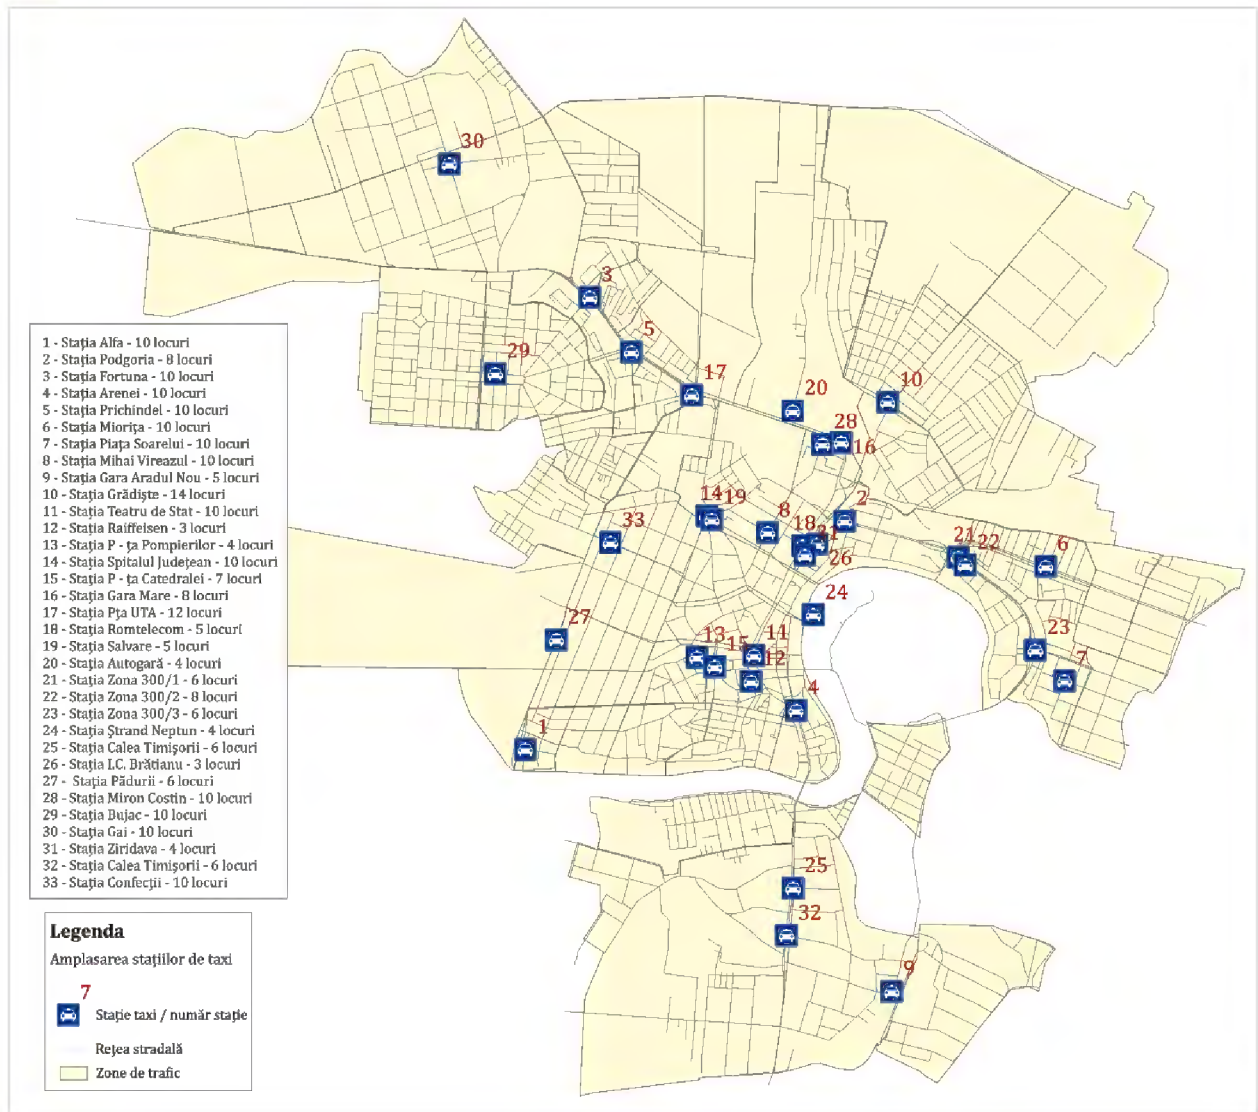 30
3
5
29
17
20
10
28
16
14
19
8
18
2
21
26
33
21
22
6
24
27
13
15
11
12
23
7
4
1
25
32
9
1 - Stația Alfa - 10 locuri
2 - Stația Podgoria - 8 locuri
3 - Stația Fortuna - 10 locuri
4 - Stația Arenei - 10 locuri
5 - Stația Prichindel - 10 locuri
6 - Stația Miorița - 10 locuri
7 - Stația Piața Soarelui - 10 locuri
8 - Stația Mihai Vireazul - 10 locuri
9 - Stația Gara Aradul Nou - 5 locuri
10 - Stația Grădiște - 14 locuri
11 - Stația Teatru de Stat - 10 locuri
12 - Stația Raiffeisen - 3 locuri
13 - Stația P - ța Pompierilor - 4 locuri
14 - Stația Spitalul Județean - 10 locuri
15 - Stația P - ța Catedralei - 7 locuri
16 - Stația Gara Mare - 8 locuri
17 - Stația Pța UTA - 12 locuri
18 - Stația Romtelecom - 5 locuri
19 - Stația Salvare - 5 locuri
20 - Stația Autogară - 4 locuri
21 - Stația Zona 300/1 - 6 locuri
22 - Stația Zona 300/2 - 8 locuri
23 - Stația Zona 300/3 - 6 locuri
24 - Stația Ștrand Neptun - 4 locuri
25 - Stația Calea Timișorii - 6 locuri
26 - Stația I.C. Brătianu - 3 locuri
27 - Stația Pădurii - 6 locuri
28 - Stația Miron Costin - 10 locuri
29 - Stația Bujac - 10 locuri
30 - Stația Gai - 10 locuri
31 - Stația Ziridava - 4 locuri
32 - Stația Calea Timișorii - 6 locuri
33 - Stația Confecții - 10 locuri
Legenda
Amplasarea stațiilor de taxi
7
Stație taxi / număr stație
Rețea stradală
Zone de trafic